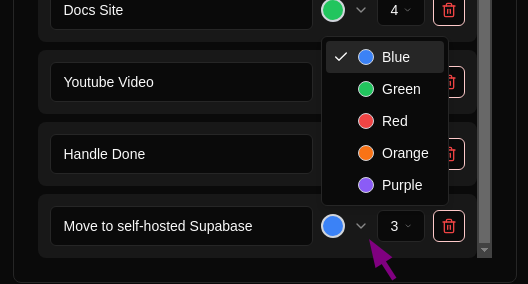 Docs Site
4
Blue
Youtube Video
Green
Red
Handle Done
Orange
Purple
Move to self-hosted Supabase
3